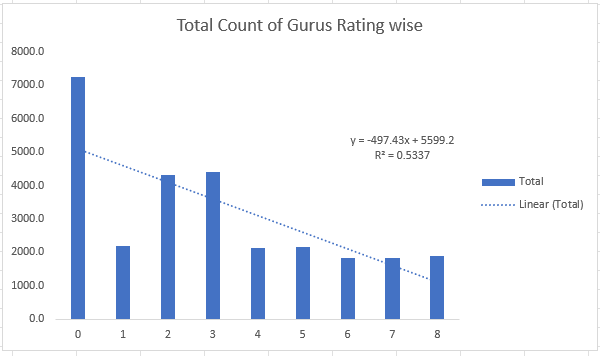 Total Count of Gurus Rating wise
8000.0
7000.0
6000.0
5000.0
4000.0
3000.0
2000.0
1000.0
0.0
y = -497.43x + 5599.2
R² = 0.5337
Total
Linear (Total)
0 1 2 3 4 5 6 7 8